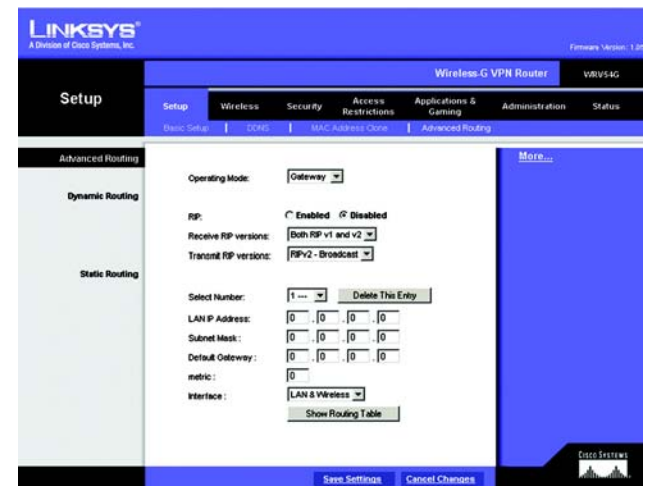 LINKSYS®
A Division of Cisco Systems, Inc.
Firmware Version: 1.05
Wireless-G VPN Router WRV54G
Setup
Setup Wireless Security Access Restrictions Applications & Gaming Administration Status
Basic Setup | DDNS | MAC Address Clone | Advanced Routing
Advanced Routing
More...
Operating Mode: Gateway
Dynamic Routing
RIP: Enabled Disabled
Receive RIP versions: Both RIP v1 and v2
Transmit RIP versions: RIPv2 - Broadcast
Static Routing
Select Number: 1 --- Delete This Entry
LAN IP Address: 0 . 0 . 0 . 0
Subnet Mask : 0 . 0 . 0 . 0
Default Gateway : 0 . 0 . 0 . 0
metric : 0
Interface : LAN & Wireless
Show Routing Table
Cisco Systems
Save Settings Cancel Changes